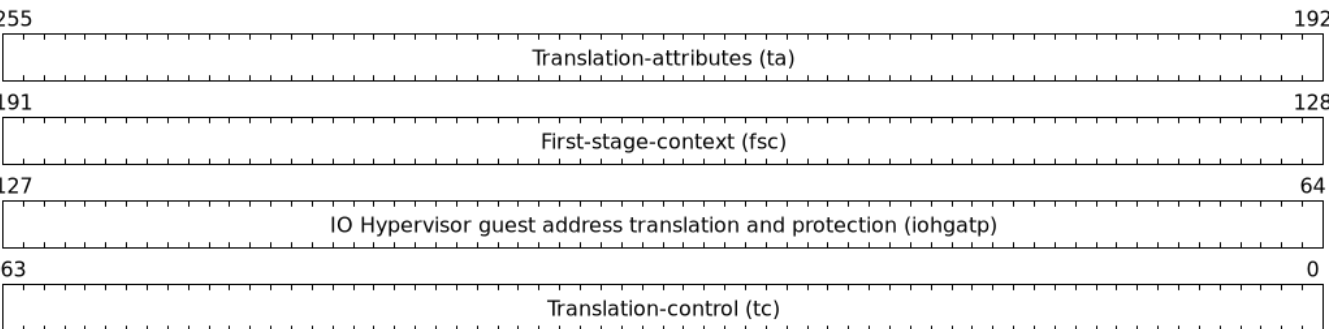 255 192
Translation-attributes (ta)
191 128
First-stage-context (fsc)
127 64
IO Hypervisor guest address translation and protection (iohgatp)
63 0
Translation-control (tc)